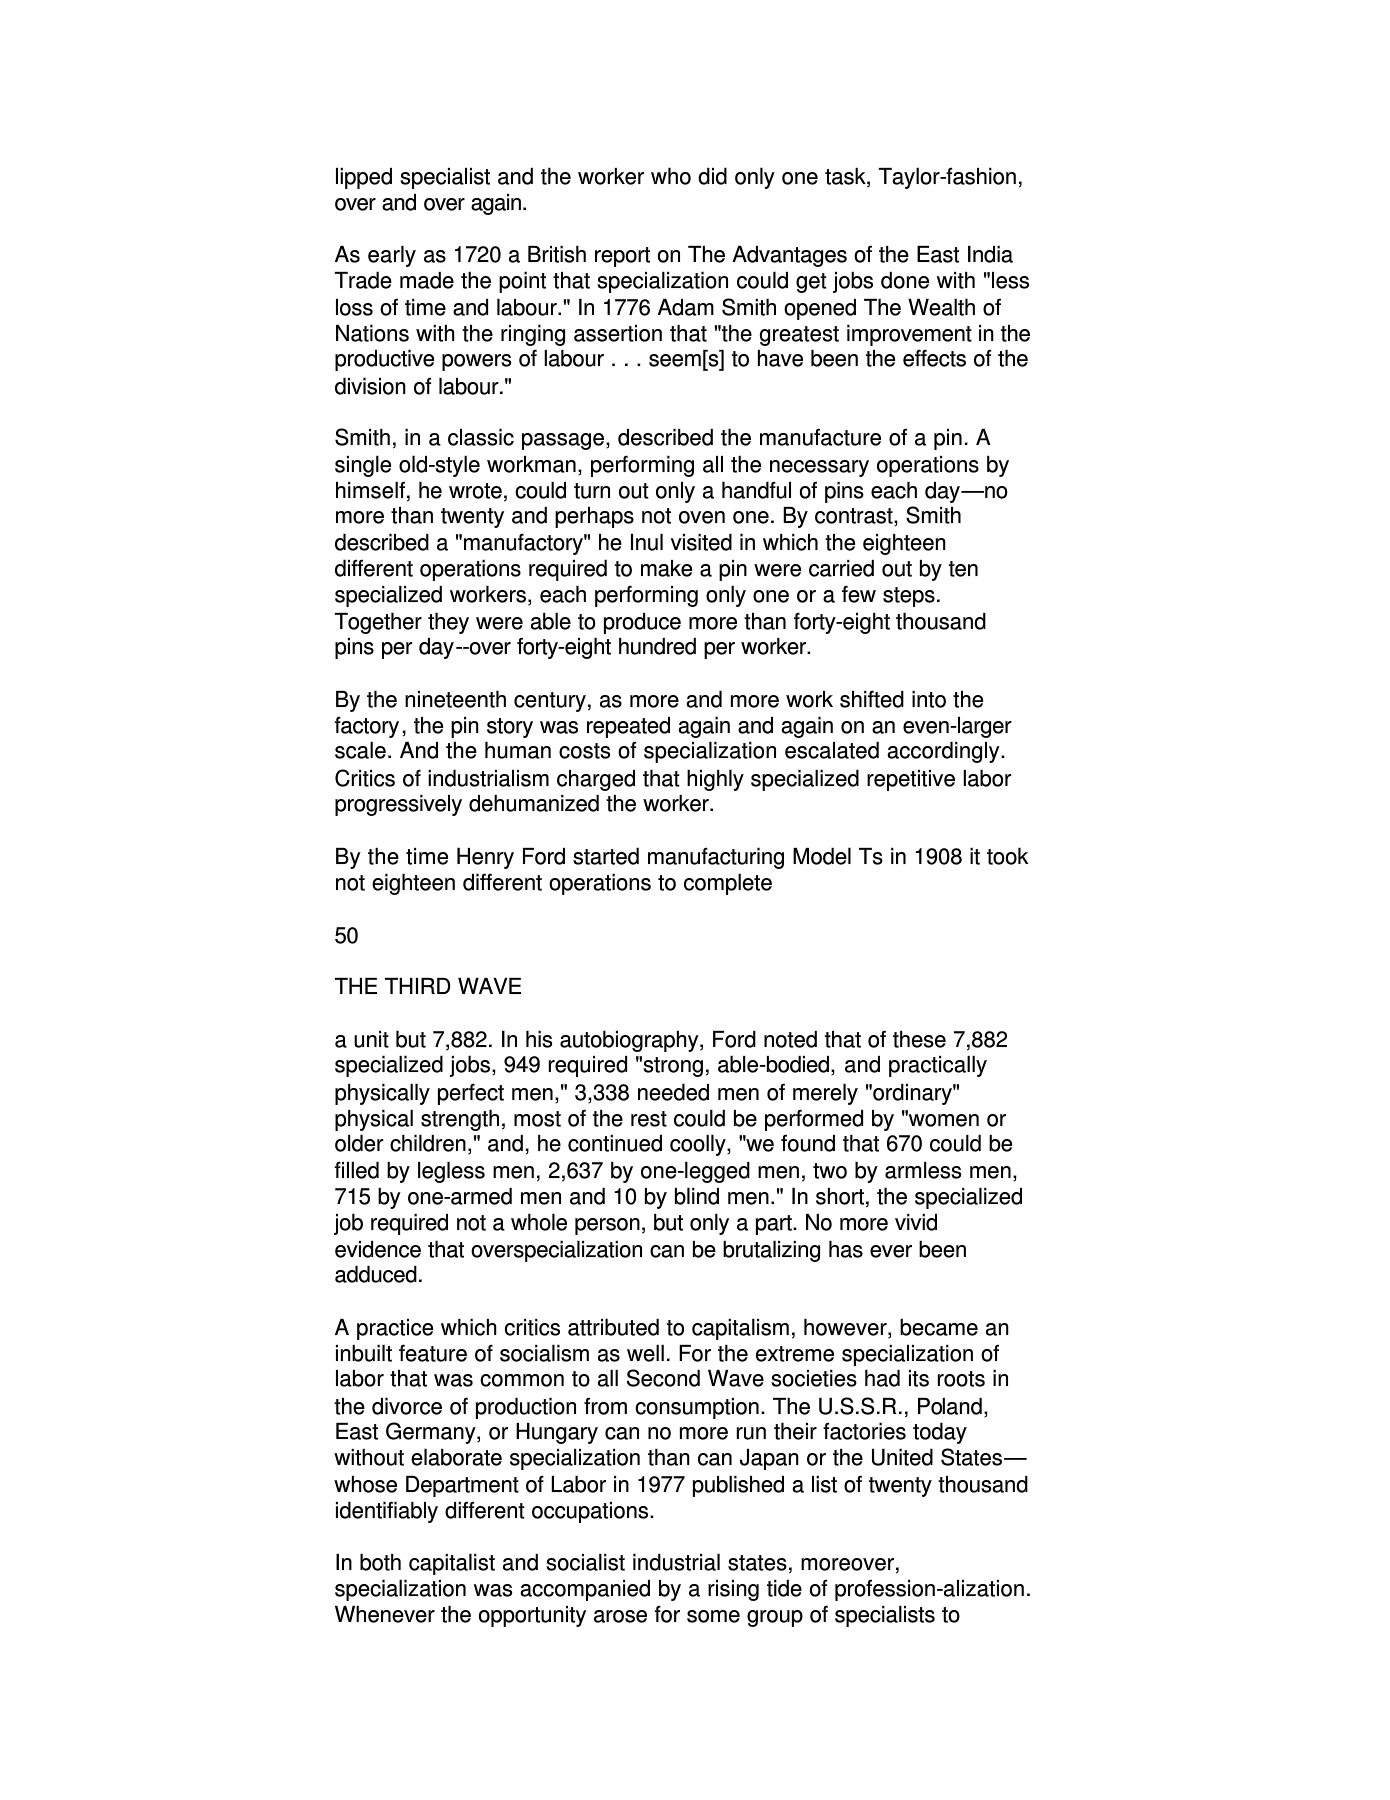 lipped specialist and the worker who did only one task, Taylor-fashion,
over and over again.
As early as 1720 a British report on The Advantages of the East India
Trade made the point that specialization could get jobs done with "less
loss of time and labour." In 1776 Adam Smith opened The Wealth of
Nations with the ringing assertion that "the greatest improvement in the
productive powers of labour . . . seem[s] to have been the effects of the
division of labour."
Smith, in a classic passage, described the manufacture of a pin. A
single old-style workman, performing all the necessary operations by
himself, he wrote, could turn out only a handful of pins each day—no
more than twenty and perhaps not oven one. By contrast, Smith
described a "manufactory" he Inul visited in which the eighteen
different operations required to make a pin were carried out by ten
specialized workers, each performing only one or a few steps.
Together they were able to produce more than forty-eight thousand
pins per day--over forty-eight hundred per worker.
By the nineteenth century, as more and more work shifted into the
factory, the pin story was repeated again and again on an even-larger
scale. And the human costs of specialization escalated accordingly.
Critics of industrialism charged that highly specialized repetitive labor
progressively dehumanized the worker.
By the time Henry Ford started manufacturing Model Ts in 1908 it took
not eighteen different operations to complete
50
THE THIRD WAVE
a unit but 7,882. In his autobiography, Ford noted that of these 7,882
specialized jobs, 949 required "strong, able-bodied, and practically
physically perfect men," 3,338 needed men of merely "ordinary"
physical strength, most of the rest could be performed by "women or
older children," and, he continued coolly, "we found that 670 could be
filled by legless men, 2,637 by one-legged men, two by armless men,
715 by one-armed men and 10 by blind men." In short, the specialized
job required not a whole person, but only a part. No more vivid
evidence that overspecialization can be brutalizing has ever been
adduced.
A practice which critics attributed to capitalism, however, became an
inbuilt feature of socialism as well. For the extreme specialization of
labor that was common to all Second Wave societies had its roots in
the divorce of production from consumption. The U.S.S.R., Poland,
East Germany, or Hungary can no more run their factories today
without elaborate specialization than can Japan or the United States—
whose Department of Labor in 1977 published a list of twenty thousand
identifiably different occupations.
In both capitalist and socialist industrial states, moreover,
specialization was accompanied by a rising tide of profession-alization.
Whenever the opportunity arose for some group of specialists to